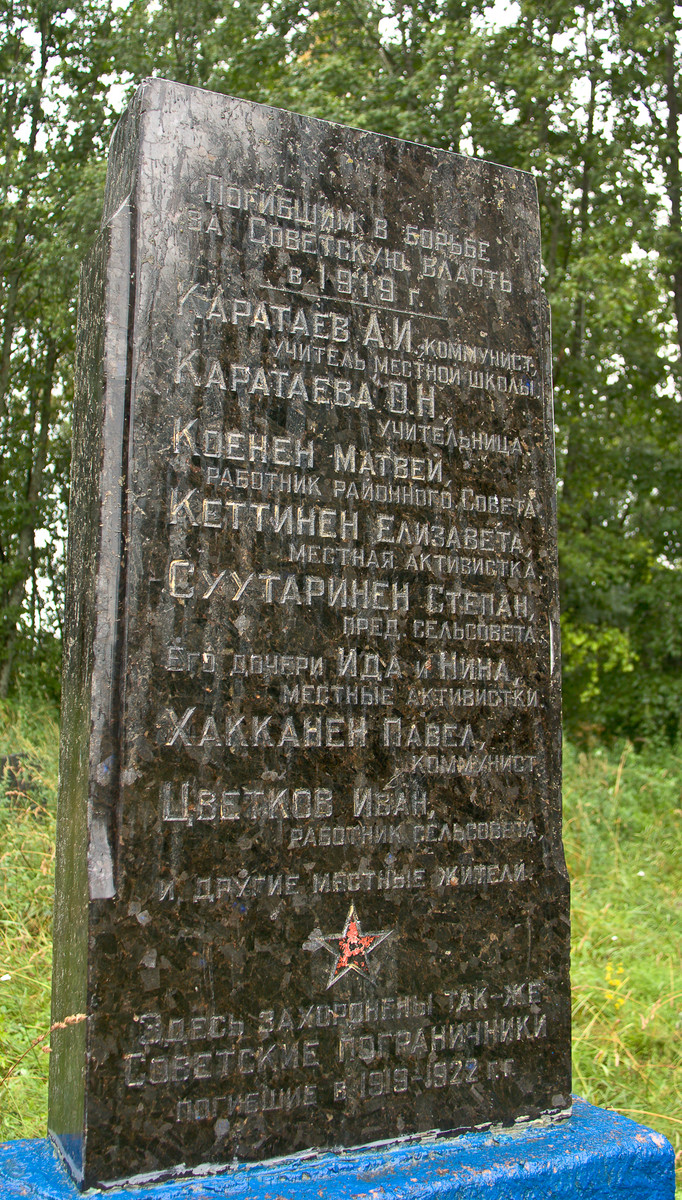 Погибшим в борьбе
за Советскую власть
в 1919 г.
Каратаев А.И., коммунист,
учитель местной школы
Каратаева О.Н.,
учительница
Коенен Матвей,
работник районного Совета
Кеттинен Елизавета,
местная активистка
Суутаринен Степан,
пред. сельсовета
Его дочери Ида и Нина,
местные активистки
Хакканен Павел,
коммунист
Цветков Иван,
работник сельсовета,
и другие местные жители.
Здесь захоронены так-же
Советские пограничники
погибшие в 1919-1922 г.г.